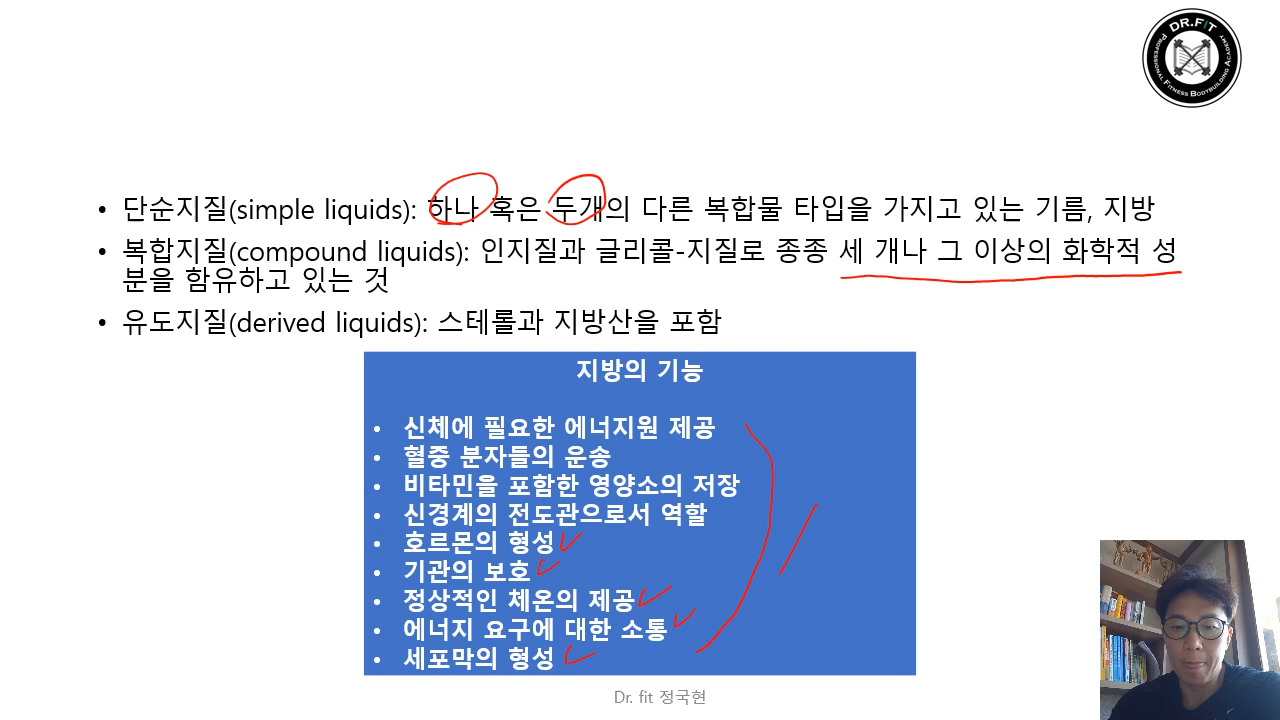 DR.FIT
PROFESSIONAL FITNESS BODYBUILDING ACADEMY
• 단순지질(simple liquids): 하나 혹은 두개의 다른 복합물 타입을 가지고 있는 기름, 지방
• 복합지질(compound liquids): 인지질과 글리콜-지질로 종종 세 개나 그 이상의 화학적 성
분을 함유하고 있는 것
• 유도지질(derived liquids): 스테롤과 지방산을 포함
지방의 기능
• 신체에 필요한 에너지원 제공
• 혈중 분자들의 운송
• 비타민을 포함한 영양소의 저장
• 신경계의 전도관으로서 역할
• 호르몬의 형성
• 기관의 보호
• 정상적인 체온의 제공
• 에너지 요구에 대한 소통
• 세포막의 형성
Dr. fit 정국현